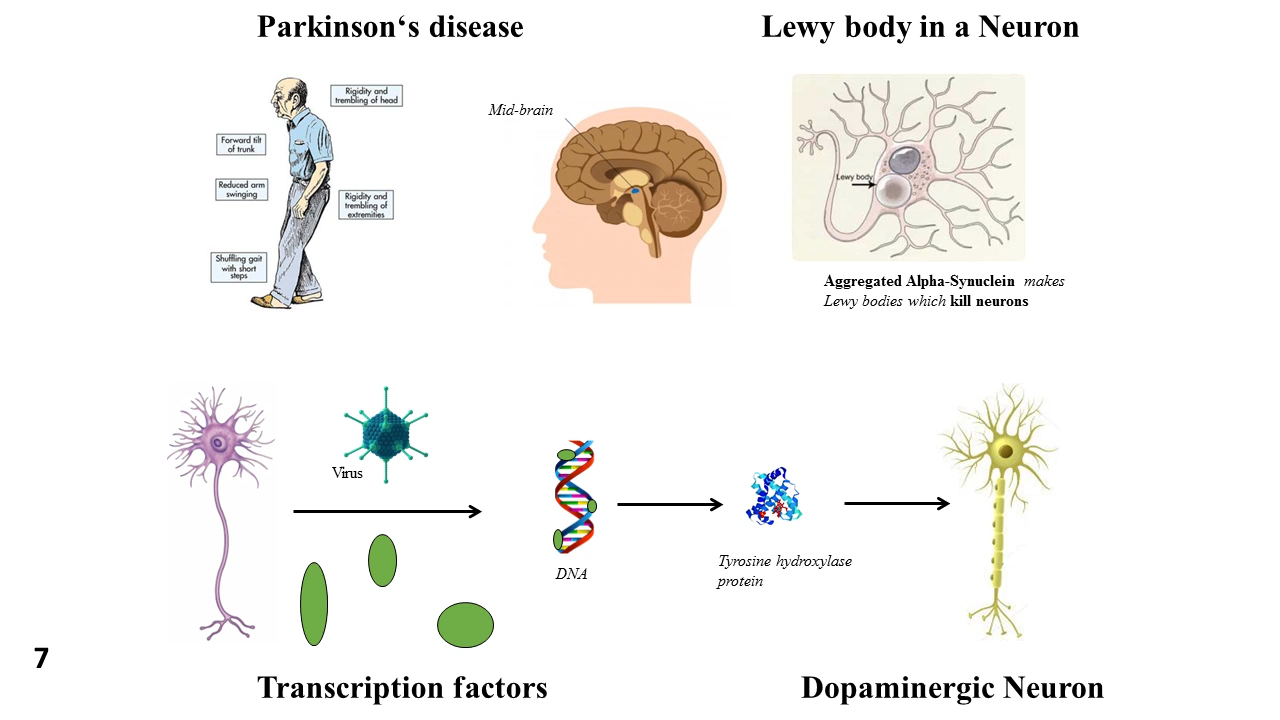 Parkinson‘s disease
Lewy body in a Neuron
Rigidity and
trembling of head
Forward tilt
of trunk
Reduced arm
swinging
Rigidity and
trembling of
extremities
Shuffling gait
with short
steps
Mid-brain
Lewy body
Aggregated Alpha-Synuclein makes
Lewy bodies which kill neurons
Virus
DNA
Tyrosine hydroxylase
protein
7
Transcription factors
Dopaminergic Neuron